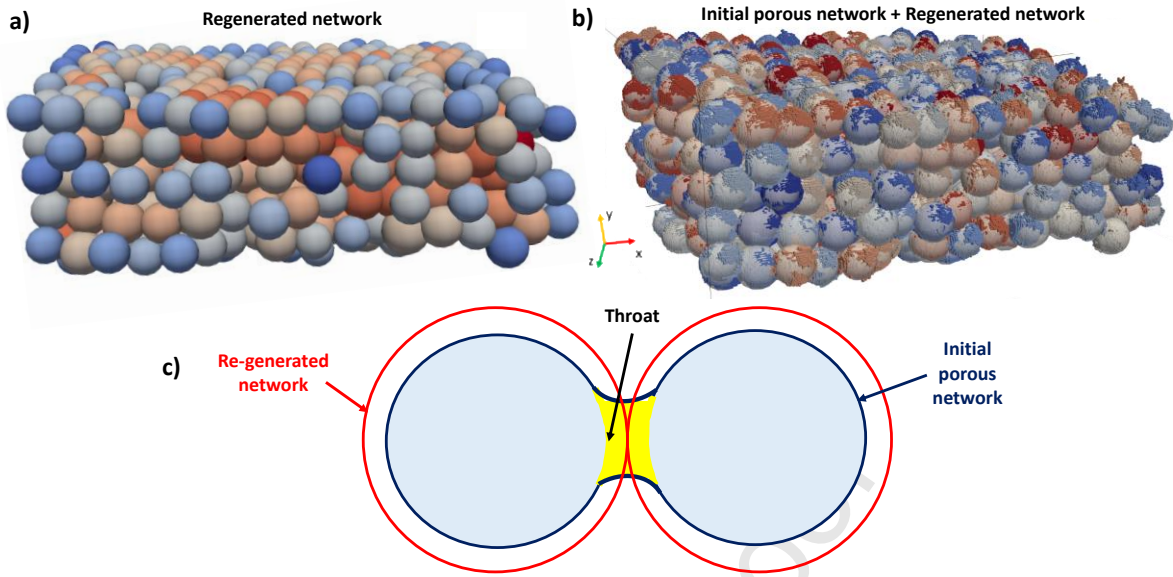 a)
Regenerated network
b)
Initial porous network + Regenerated network
y
x
z
c)
Throat
Re-generated
network
Initial
porous
network